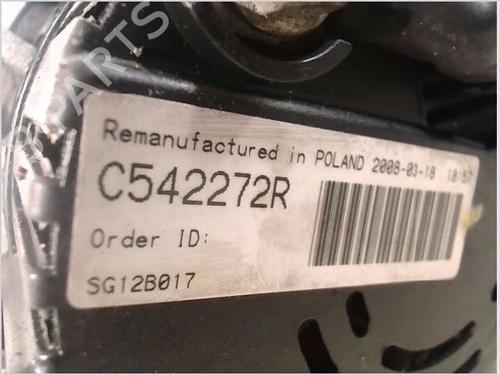 Remanufactured in POLAND 2008-03-18 18:57
C542272R
Order ID:
SG12B017
PARTS